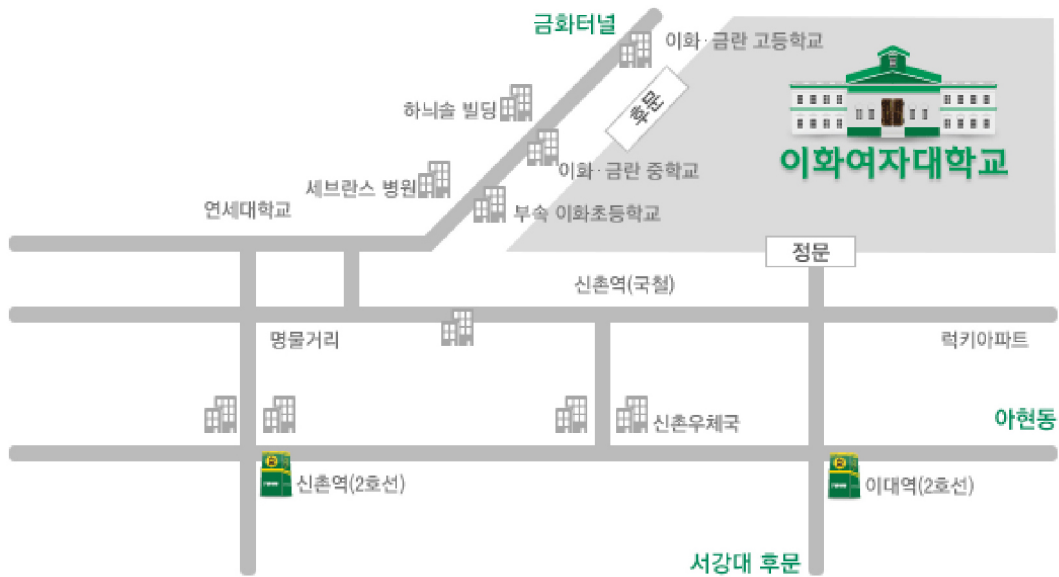 금화터널
이화·금란 고등학교
하늬솔 빌딩
후문
이화여자대학교
이화·금란 중학교
세브란스 병원
연세대학교
부속 이화초등학교
정문
신촌역(국철)
명물거리
럭키아파트
신촌우체국
아현동
신촌역(2호선)
이대역(2호선)
서강대 후문